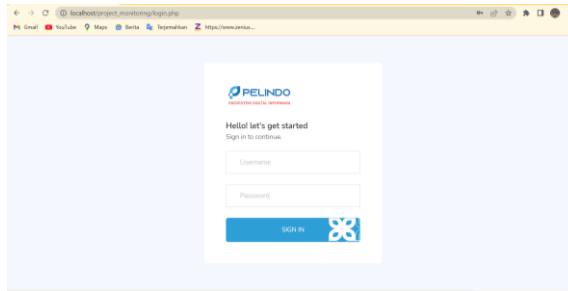 localhost/project_monitoring/login.php
Gmail YouTube Maps Berita Terjemahkan https://www.zenius...
PELINDO
Hello! let's get started
Sign in to continue.
Username
Password
SIGN IN